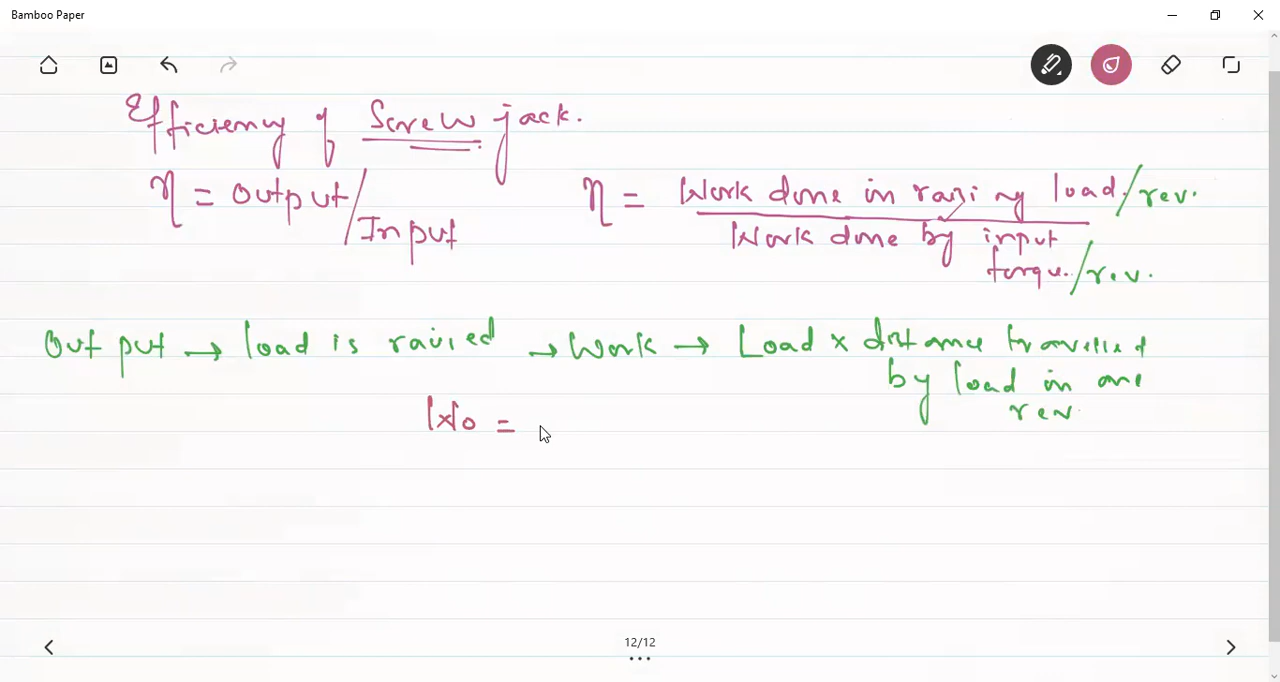 Bamboo Paper
Efficiency of Screw jack.
η = Output/Input
η = Work done in raising load/rev.
Work done by input
torque./rev.
Output → load is raised → Work → Load x distance travelled
by load in one
rev.
Wo =
12/12